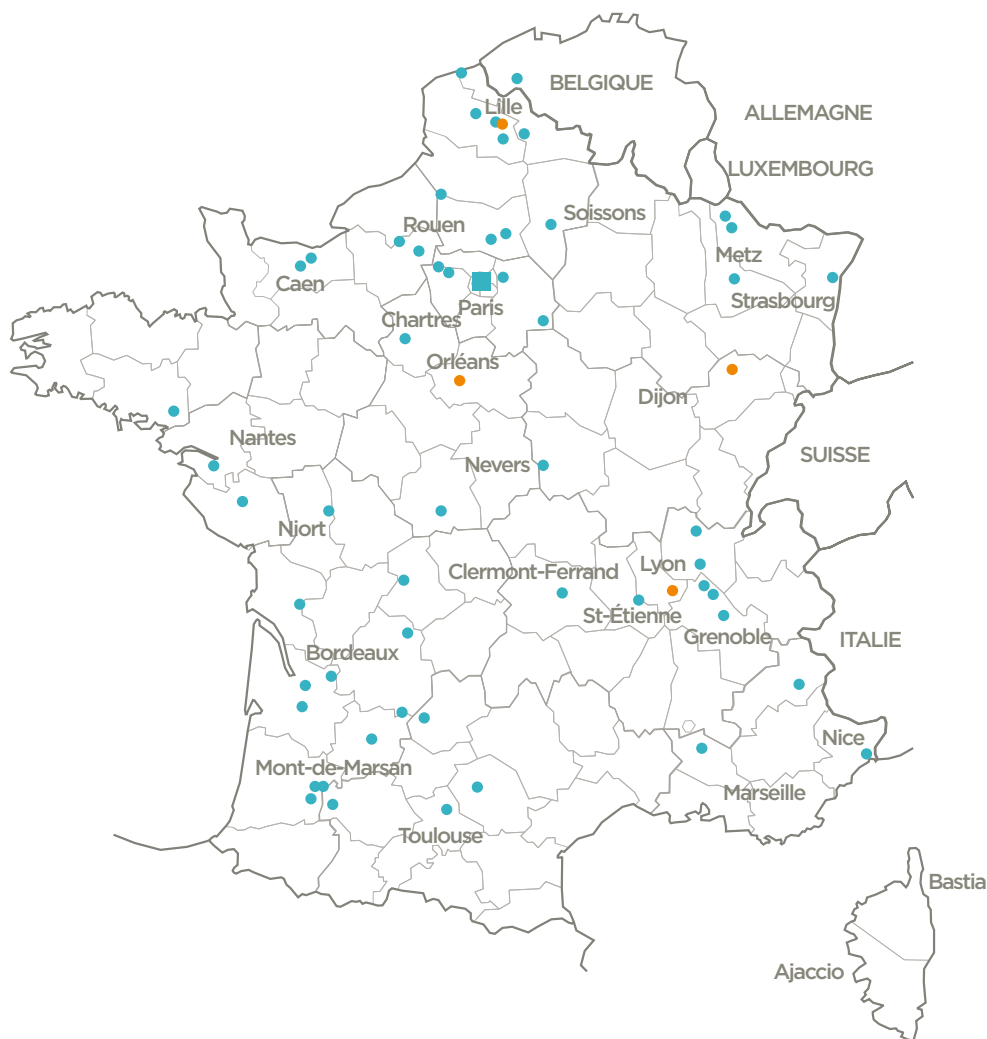 BELGIQUE
Lille
ALLEMAGNE
LUXEMBOURG
Soissons
Rouen
Metz
Caen
Strasbourg
Paris
Chartres
Orléans
Dijon
Nantes
SUISSE
Nevers
Niort
Lyon
Clermont-Ferrand
St-Étienne
Grenoble
ITALIE
Bordeaux
Nice
Mont-de-Marsan
Marseille
Toulouse
Bastia
Ajaccio